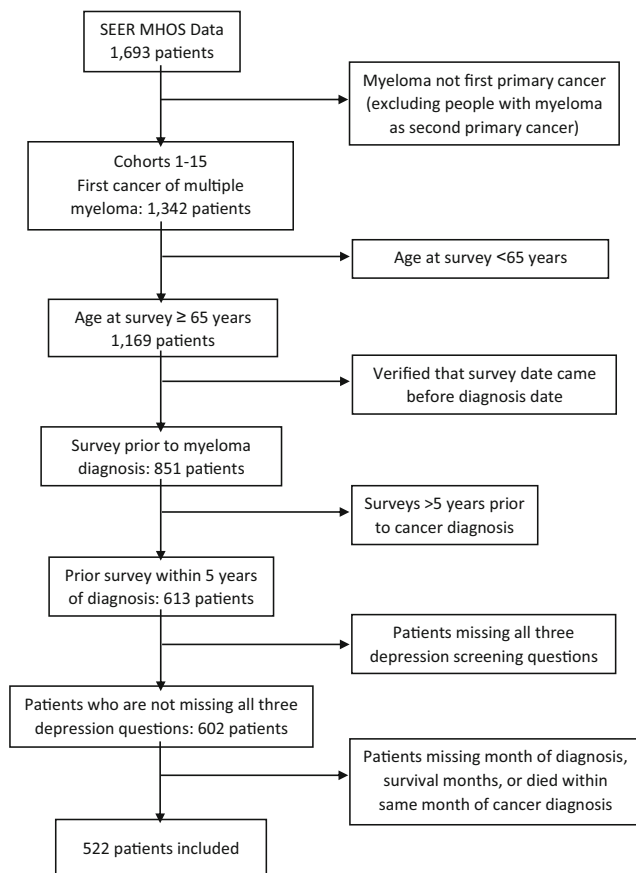 SEER MHOS Data
1,693 patients
Myeloma not first primary cancer
(excluding people with myeloma
as second primary cancer)
Cohorts 1-15
First cancer of multiple
myeloma: 1,342 patients
Age at survey <65 years
Age at survey ≥ 65 years
1,169 patients
Verified that survey date came
before diagnosis date
Survey prior to myeloma
diagnosis: 851 patients
Surveys >5 years prior
to cancer diagnosis
Prior survey within 5 years
of diagnosis: 613 patients
Patients missing all three
depression screening questions
Patients who are not missing all three
depression questions: 602 patients
Patients missing month of diagnosis,
survival months, or died within
same month of cancer diagnosis
522 patients included